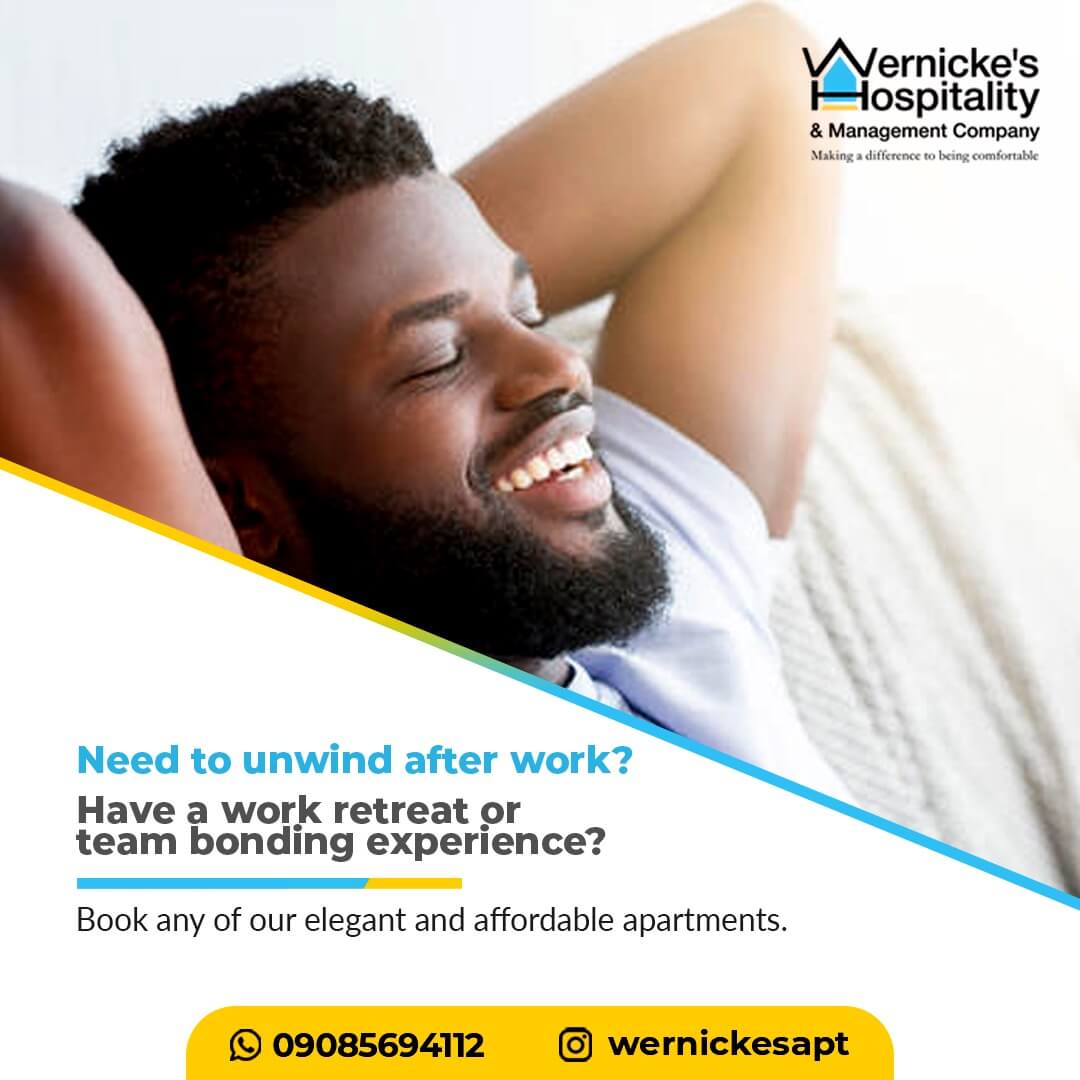 Wernicke's
Hospitality
& Management Company
Making a difference to being comfortable
Need to unwind after work?
Have a work retreat or
team bonding experience?
Book any of our elegant and affordable apartments.
09085694112 wernickesapt